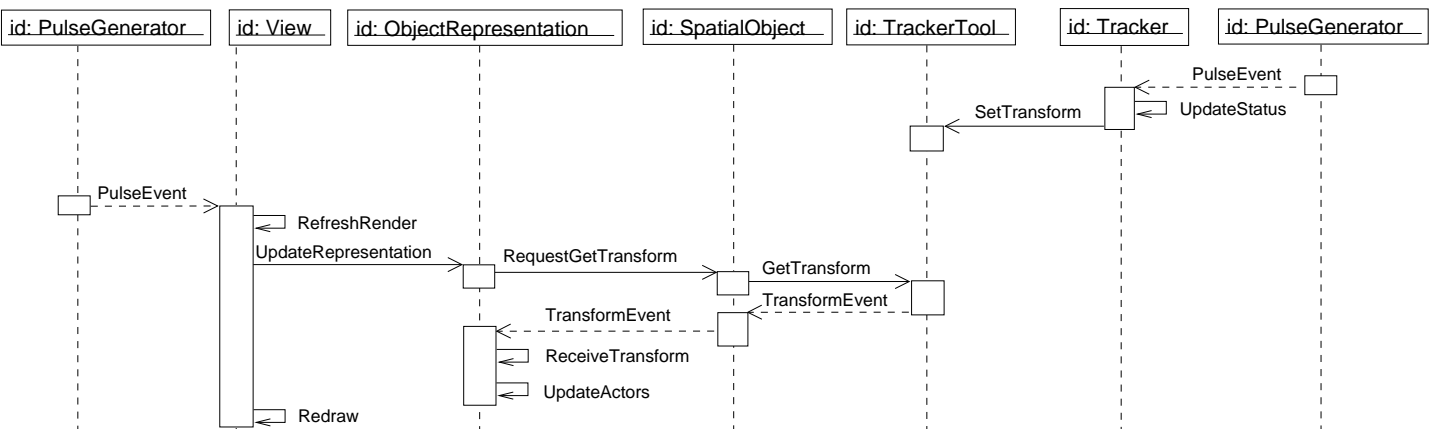 id: PulseGenerator
id: View
id: ObjectRepresentation
id: SpatialObject
id: TrackerTool
id: Tracker
id: PulseGenerator
PulseEvent
SetTransform
UpdateStatus
PulseEvent
RefreshRender
UpdateRepresentation
RequestGetTransform
GetTransform
TransformEvent
TransformEvent
ReceiveTransform
UpdateActors
Redraw